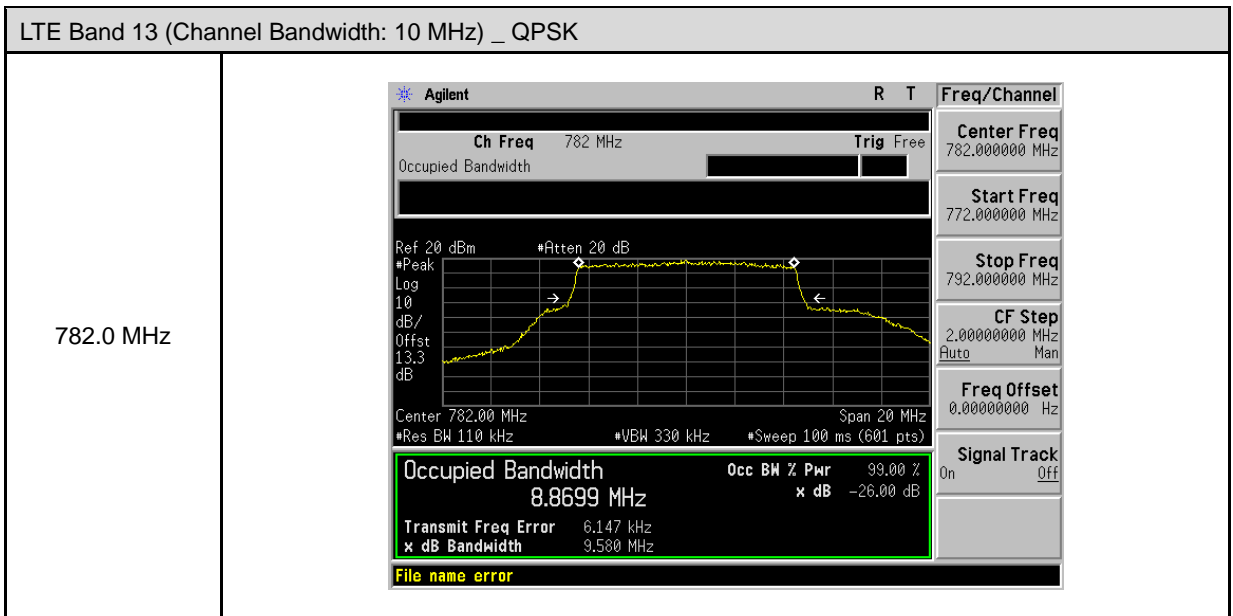 LTE Band 13 (Channel Bandwidth: 10 MHz) _ QPSK
782.0 MHz
Agilent R T
Ch Freq 782 MHz Trig Free
Occupied Bandwidth
Ref 20 dBm #Atten 20 dB
#Peak
Log
10
dB/
Offst
13.3
dB
Center 782.00 MHz Span 20 MHz
#Res BW 110 kHz #VBW 330 kHz #Sweep 100 ms (601 pts)
Occupied Bandwidth Occ BW % Pwr 99.00 %
8.8699 MHz x dB -26.00 dB
Transmit Freq Error 6.147 kHz
x dB Bandwidth 9.580 MHz
File name error
Freq/Channel
Center Freq
782.000000 MHz
Start Freq
772.000000 MHz
Stop Freq
792.000000 MHz
CF Step
2.00000000 MHz
Auto Man
Freq Offset
0.00000000 Hz
Signal Track
On Off